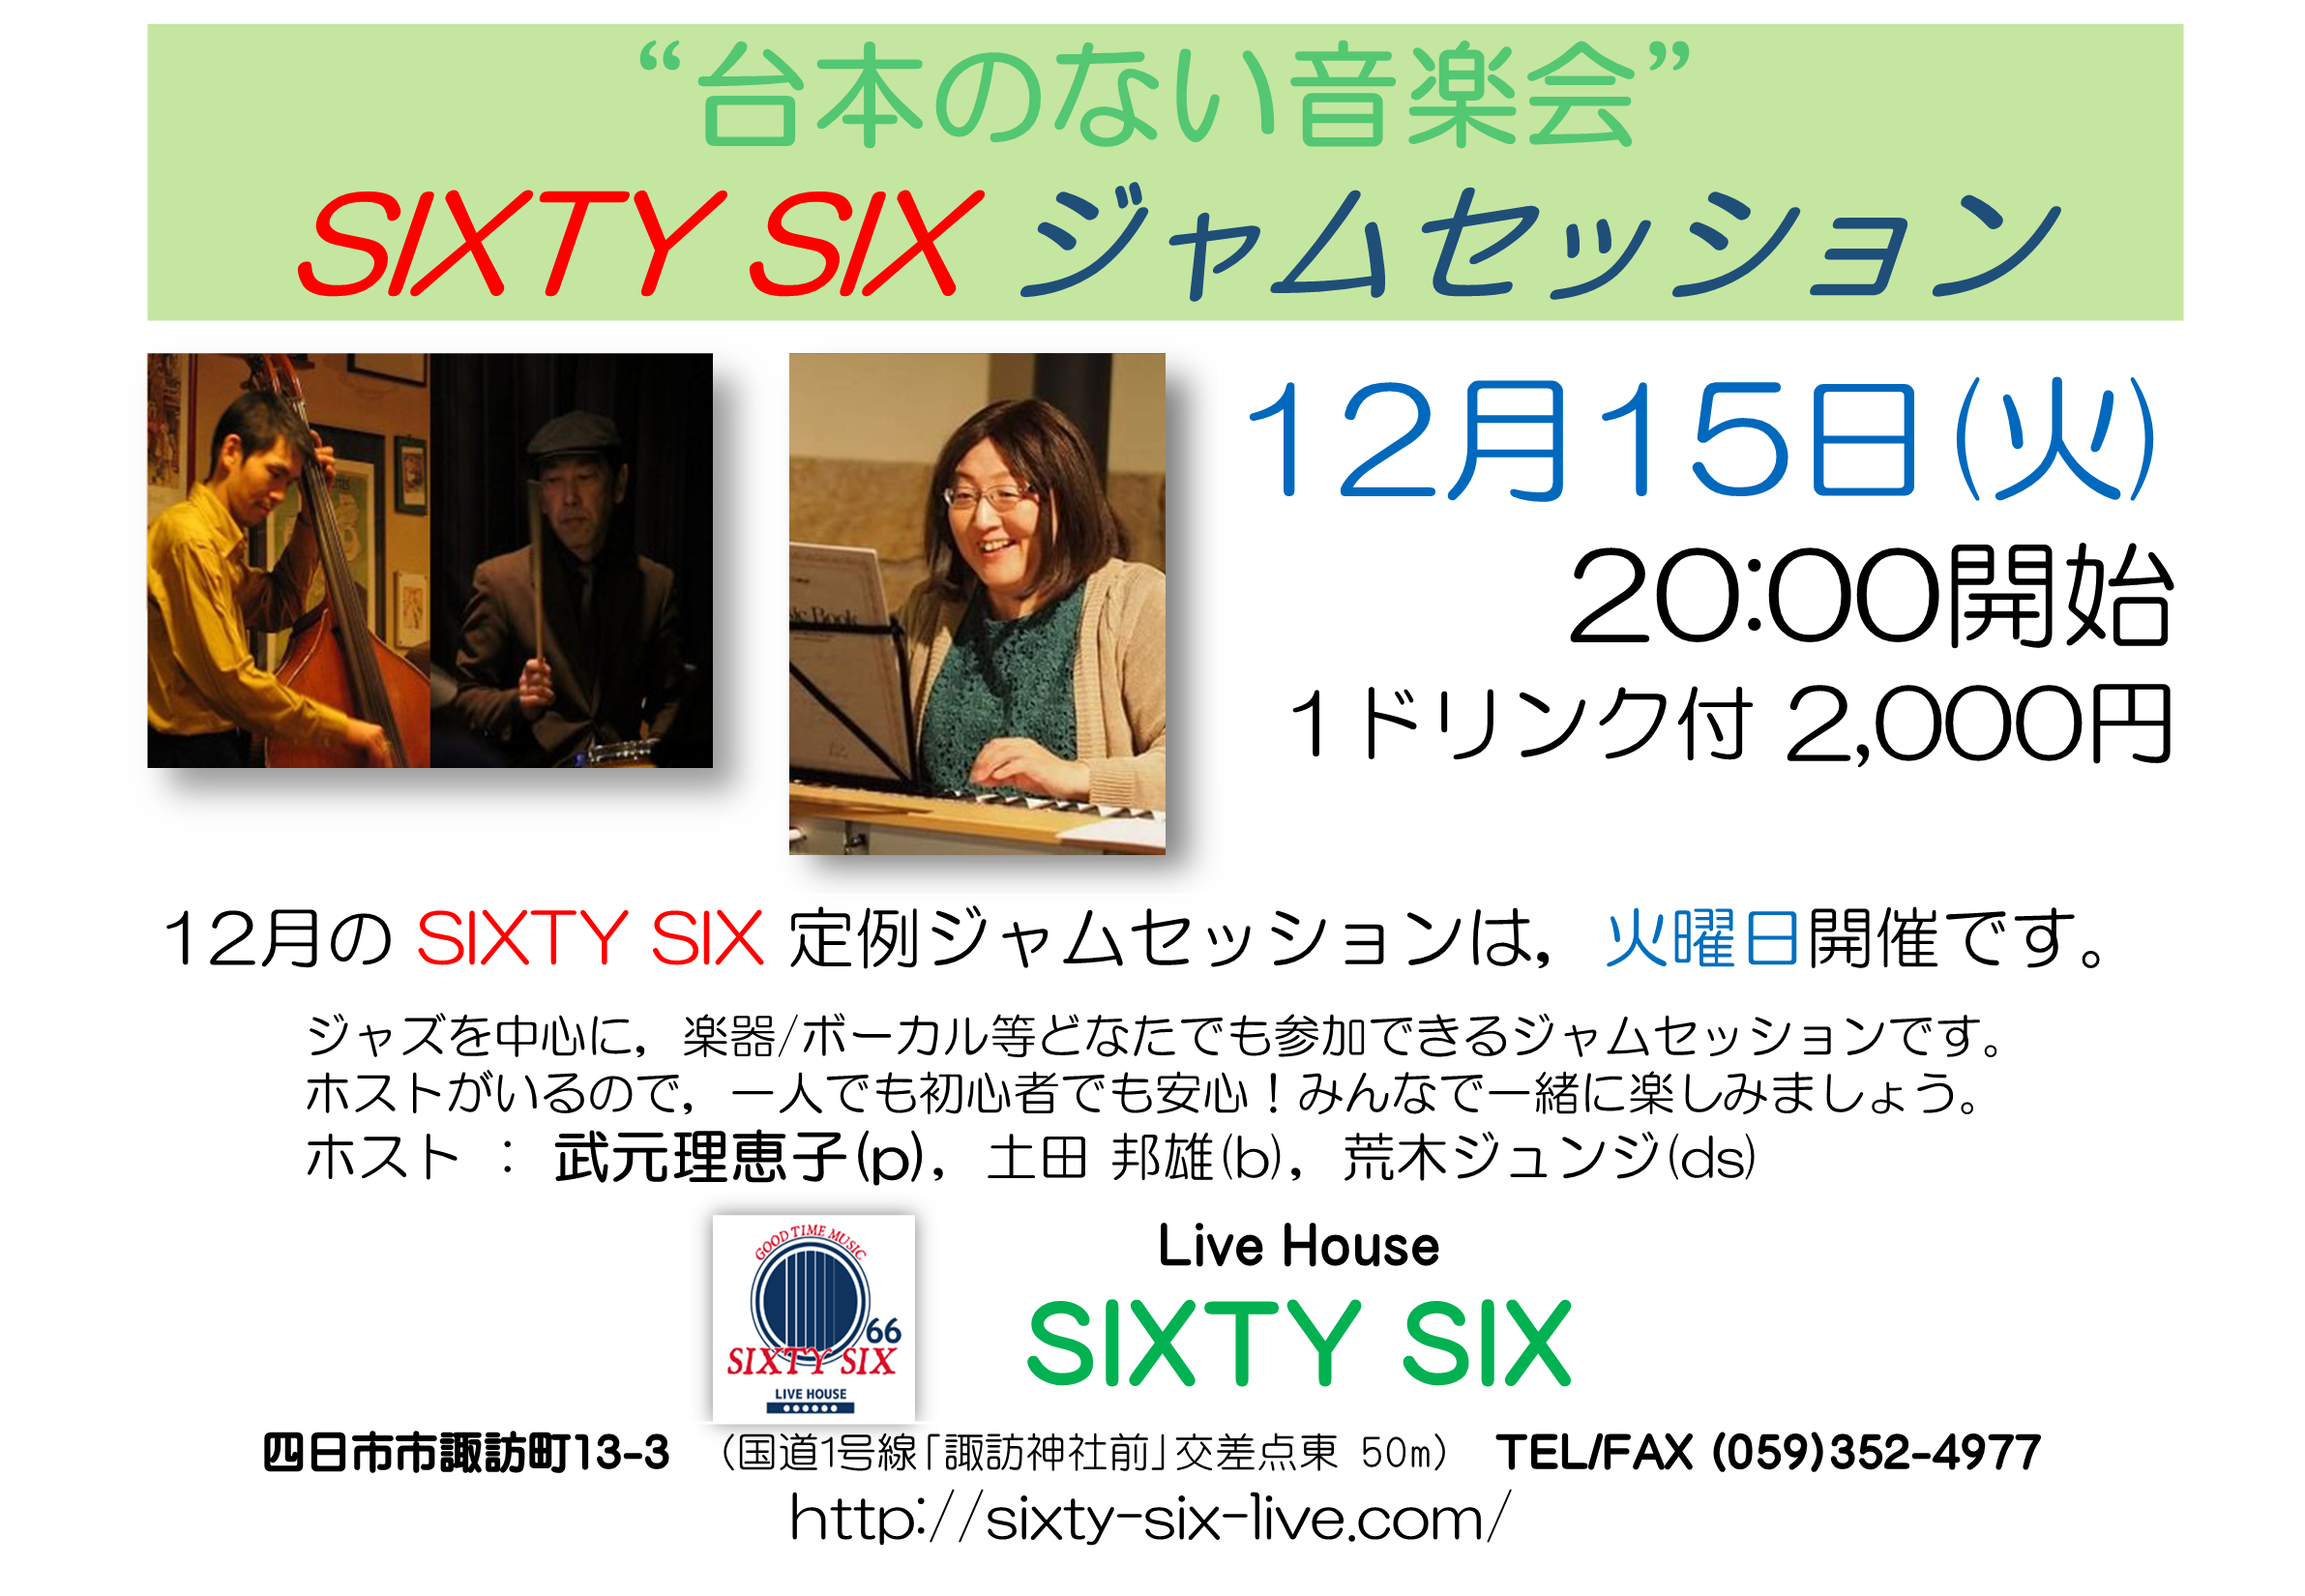 “台本のない音楽会”
SIXTY SIX ジャムセッション
12月15日(火)
20:00開始
1ドリンク付 2,000円
12月の SIXTY SIX 定例ジャムセッションは，火曜日開催です。
ジャズを中心に，楽器/ボーカル等どなたでも参加できるジャムセッションです。
ホストがいるので，一人でも初心者でも安心！みんなで一緒に楽しみましょう。
ホスト ： 武元理恵子(p)，土田 邦雄(b)，荒木ジュンジ(ds)
GOOD TIME MUSIC
66
SIXTY SIX
LIVE HOUSE
Live House
SIXTY SIX
四日市市諏訪町13-3 （国道1号線「諏訪神社前」交差点東 50m） TEL/FAX (059)352-4977
http://sixty-six-live.com/